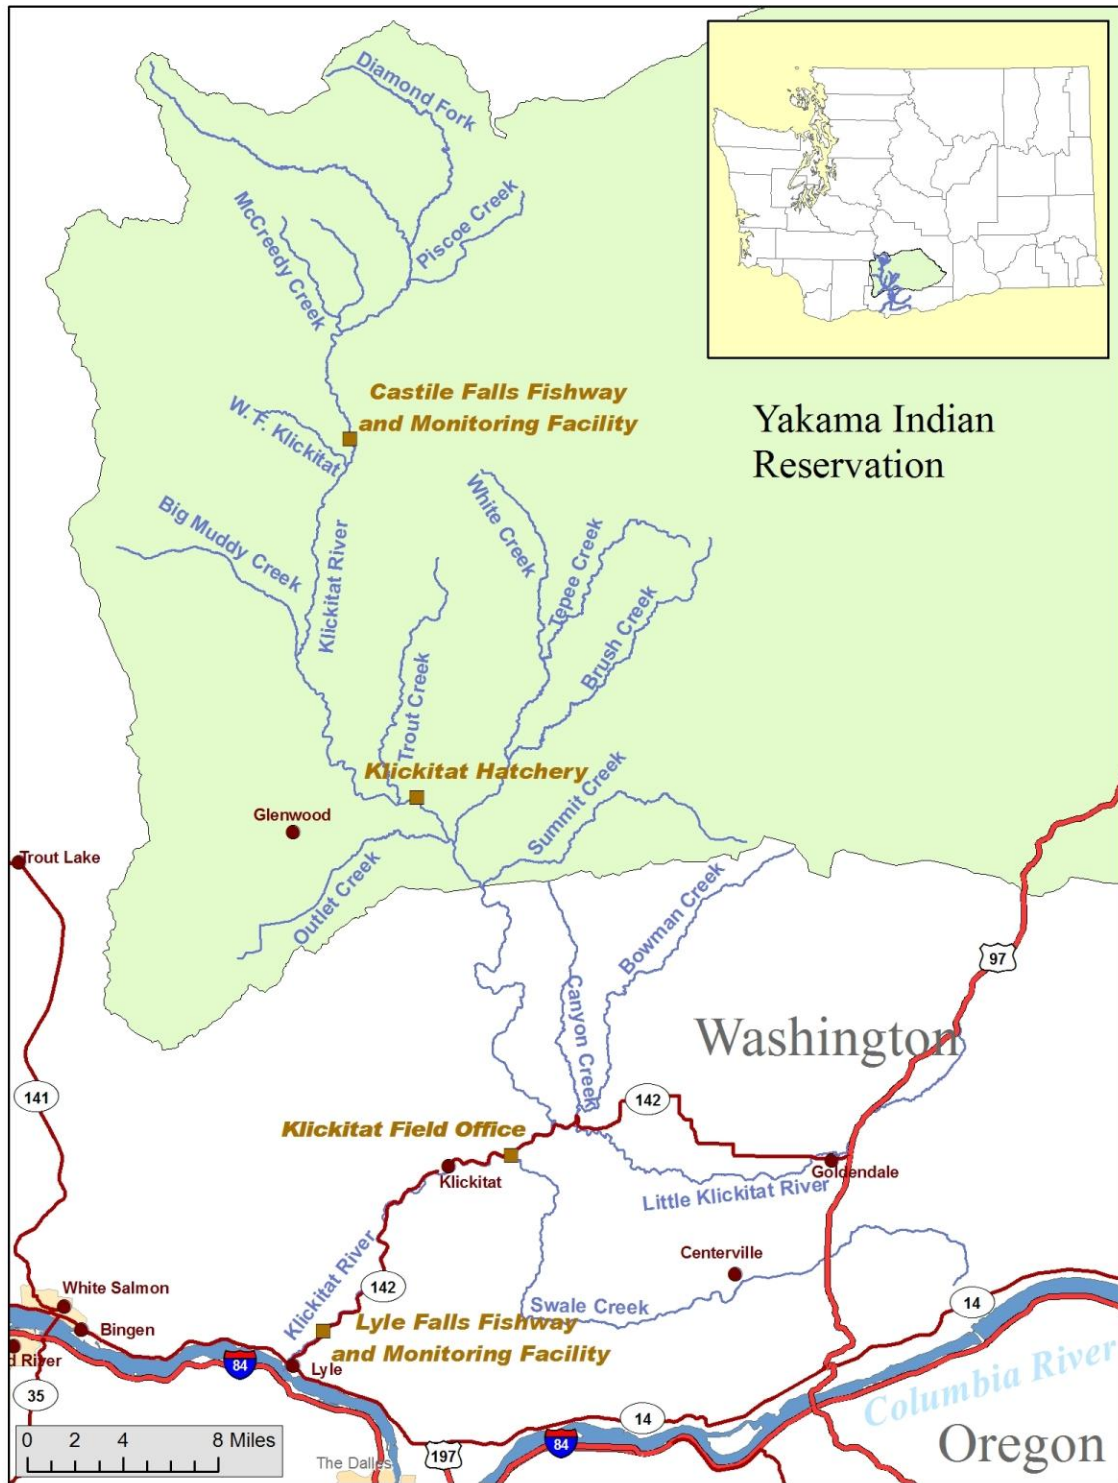 Diamond Fork
McCreedy Creek
Piscoe Creek
Castile Falls Fishway
and Monitoring Facility
Yakama Indian
Reservation
W. F. Klickitat
White Creek
Big Muddy Creek
Klickitat River
Tepee Creek
Brush Creek
Trout Creek
Klickitat Hatchery
Summit Creek
Glenwood
Trout Lake
Outlet Creek
Bowman Creek
97
Canyon Creek
Washington
141
142
Klickitat Field Office
Klickitat
Goldendale
Little Klickitat River
Centerville
Klickitat River
142
White Salmon
Bingen
Swale Creek
14
Lyle Falls Fishway
and Monitoring Facility
d River
84
Lyle
35
Columbia River
14
84
197
Oregon
0 2 4 8 Miles
The Dalles